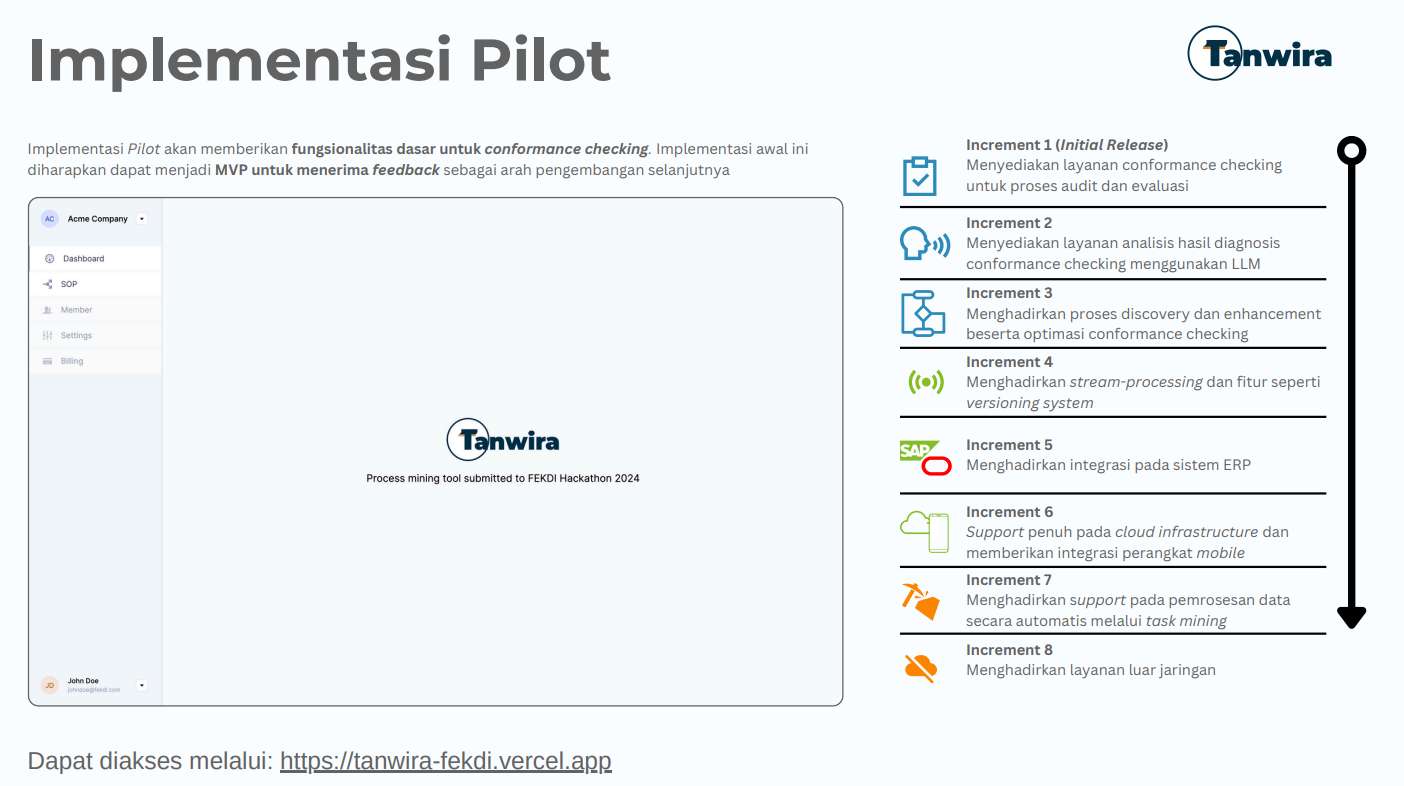 Implementasi Pilot
Tanwira
Implementasi Pilot akan memberikan fungsionalitas dasar untuk conformance checking. Implementasi awal ini
diharapkan dapat menjadi MVP untuk menerima feedback sebagai arah pengembangan selanjutnya
AC Acme Company
Dashboard
SOP
Member
Settings
Billing
Tanwira
Process mining tool submitted to FEKDI Hackathon 2024
JD John Doe
johndoe@fekdi.com
Increment 1 (Initial Release)
Menyediakan layanan conformance checking
untuk proses audit dan evaluasi
Increment 2
Menyediakan layanan analisis hasil diagnosis
conformance checking menggunakan LLM
Increment 3
Menghadirkan proses discovery dan enhancement
beserta optimasi conformance checking
Increment 4
Menghadirkan stream-processing dan fitur seperti
versioning system
SAP
Increment 5
Menghadirkan integrasi pada sistem ERP
Increment 6
Support penuh pada cloud infrastructure dan
memberikan integrasi perangkat mobile
Increment 7
Menghadirkan support pada pemrosesan data
secara automatis melalui task mining
Increment 8
Menghadirkan layanan luar jaringan
Dapat diakses melalui: https://tanwira-fekdi.vercel.app